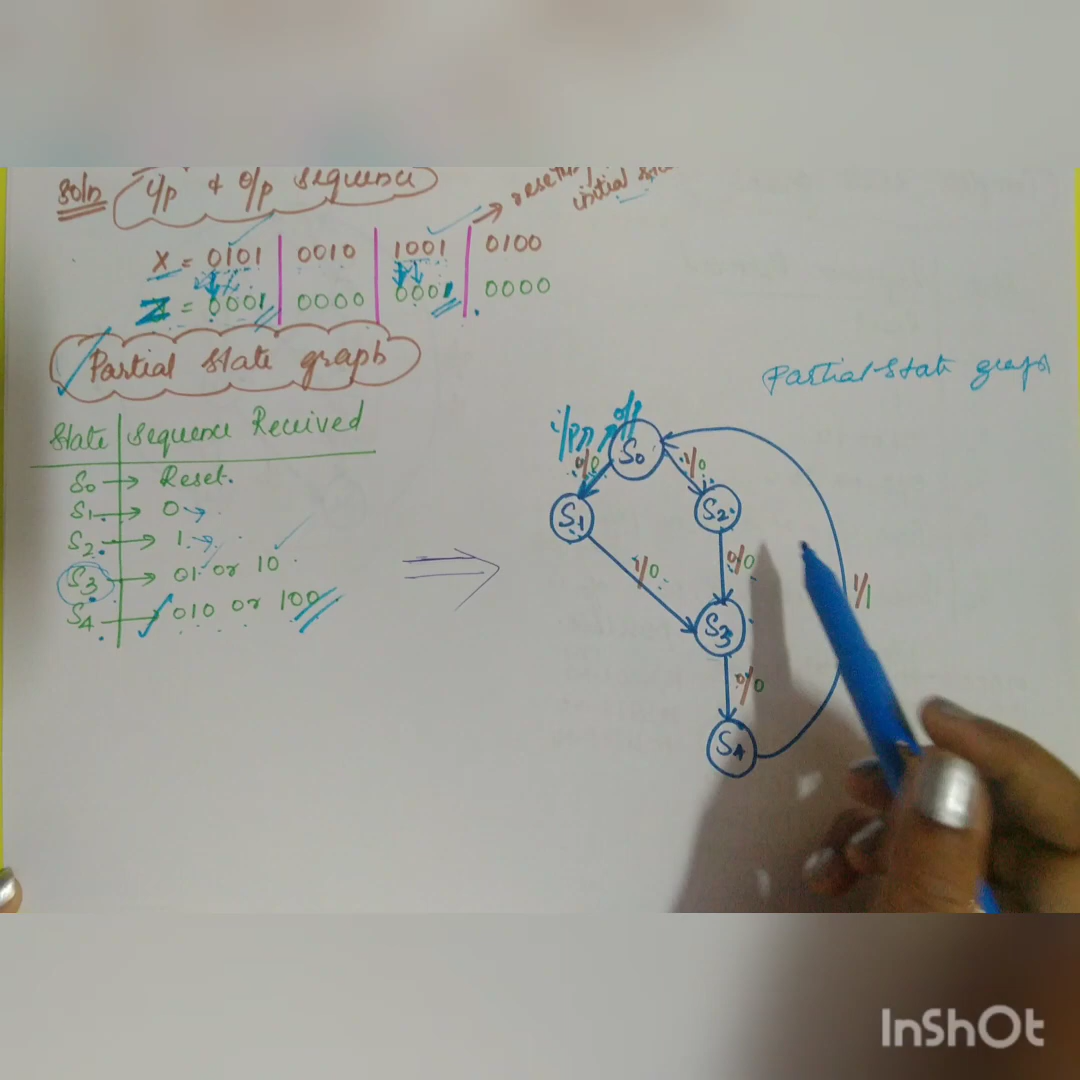 Soln i/p & o/p sequence
initial
X = 0101 | 0010 | 1001 | 0100
Z = 0001 | 0000 | 0001 | 0000
Partial state graph
Partial state graph
State | Sequence Received
S0 → Reset.
S1 → 0
S2 → 1
S3 → 01 or 10
S4 → 010 or 100
i/p o/p
S0
0/0 1/0
S1 S2
1/0 0/0
1/1
S3
0/0
S4
InShOt